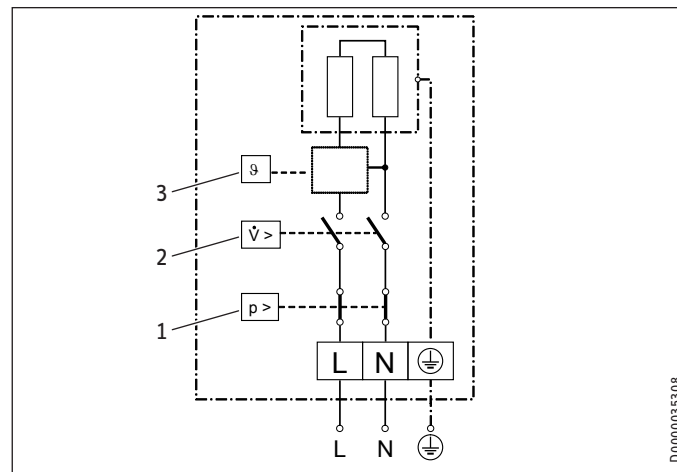 3 ϑ
2 V̇ >
1 p >
L N
L N
D0000035308